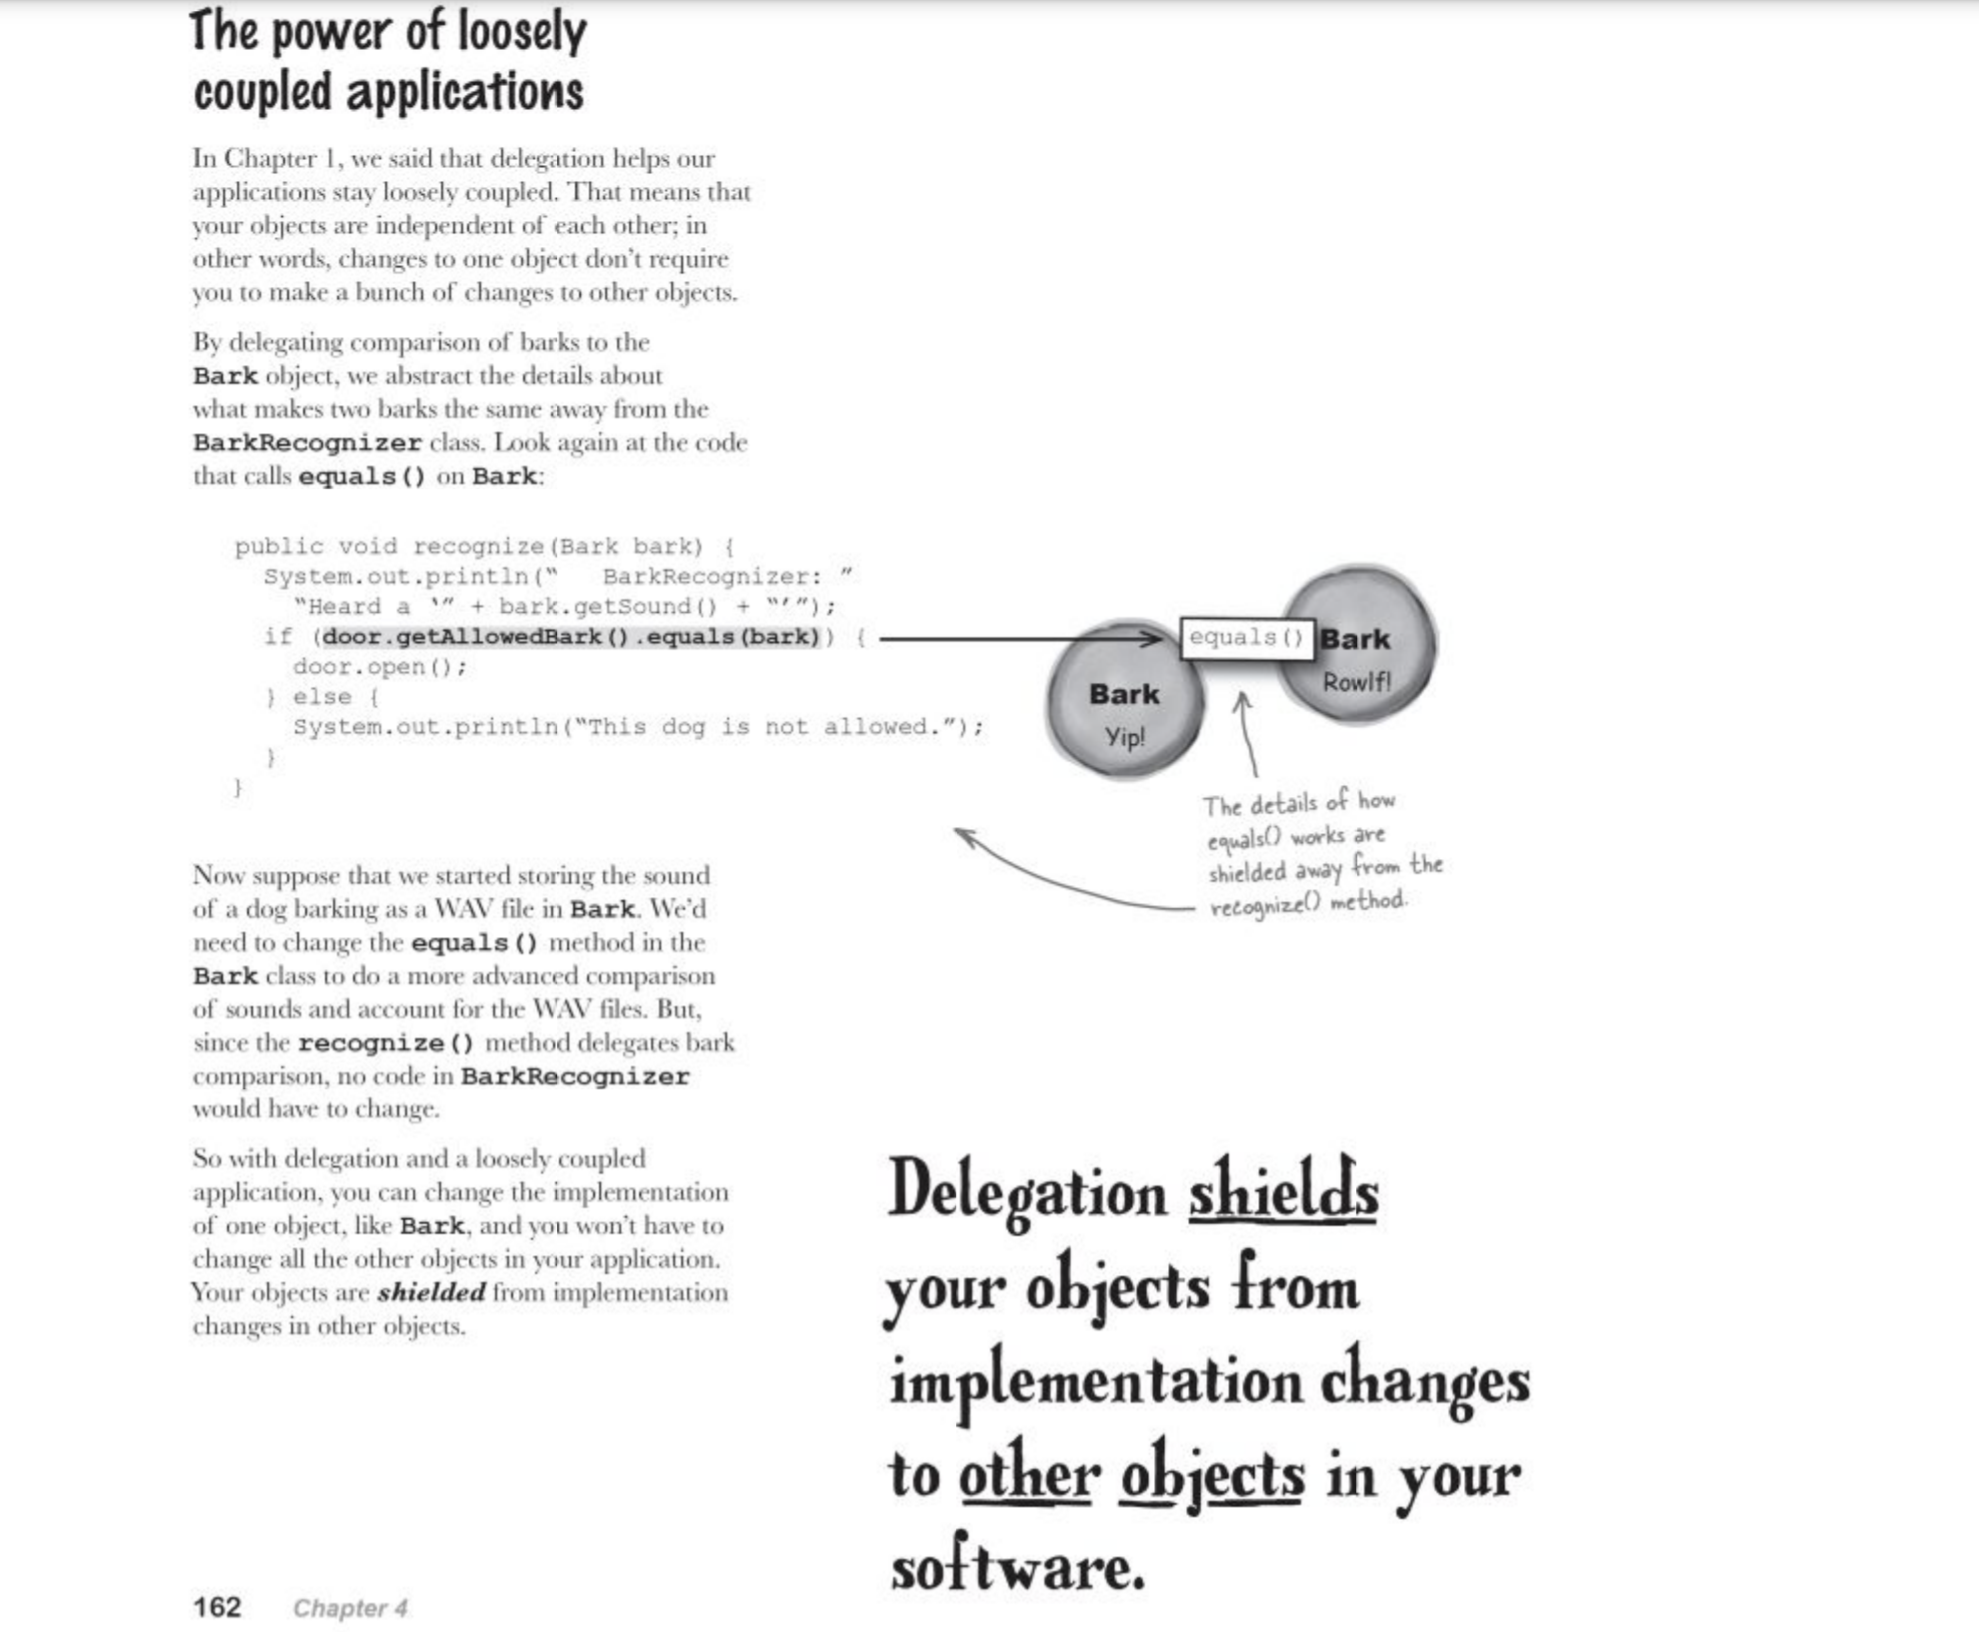 The power of loosely
coupled applications
In Chapter 1, we said that delegation helps our
applications stay loosely coupled. That means that
your objects are independent of each other; in
other words, changes to one object don't require
you to make a bunch of changes to other objects.
By delegating comparison of barks to the
Bark object, we abstract the details about
what makes two barks the same away from the
BarkRecognizer class. Look again at the code
that calls equals() on Bark:
public void recognize(Bark bark) {
System.out.println("   BarkRecognizer: "
"Heard a '" + bark.getSound() + "'");
if (door.getAllowedBark().equals(bark)) {
door.open();
} else {
System.out.println("This dog is not allowed.");
}
}
equals()
Bark
Rowlf!
Bark
Yip!
The details of how
equals() works are
shielded away from the
recognize() method.
Now suppose that we started storing the sound
of a dog barking as a WAV file in Bark. We'd
need to change the equals() method in the
Bark class to do a more advanced comparison
of sounds and account for the WAV files. But,
since the recognize() method delegates bark
comparison, no code in BarkRecognizer
would have to change.
So with delegation and a loosely coupled
application, you can change the implementation
of one object, like Bark, and you won't have to
change all the other objects in your application.
Your objects are shielded from implementation
changes in other objects.
Delegation shields
your objects from
implementation changes
to other objects in your
software.
162 Chapter 4